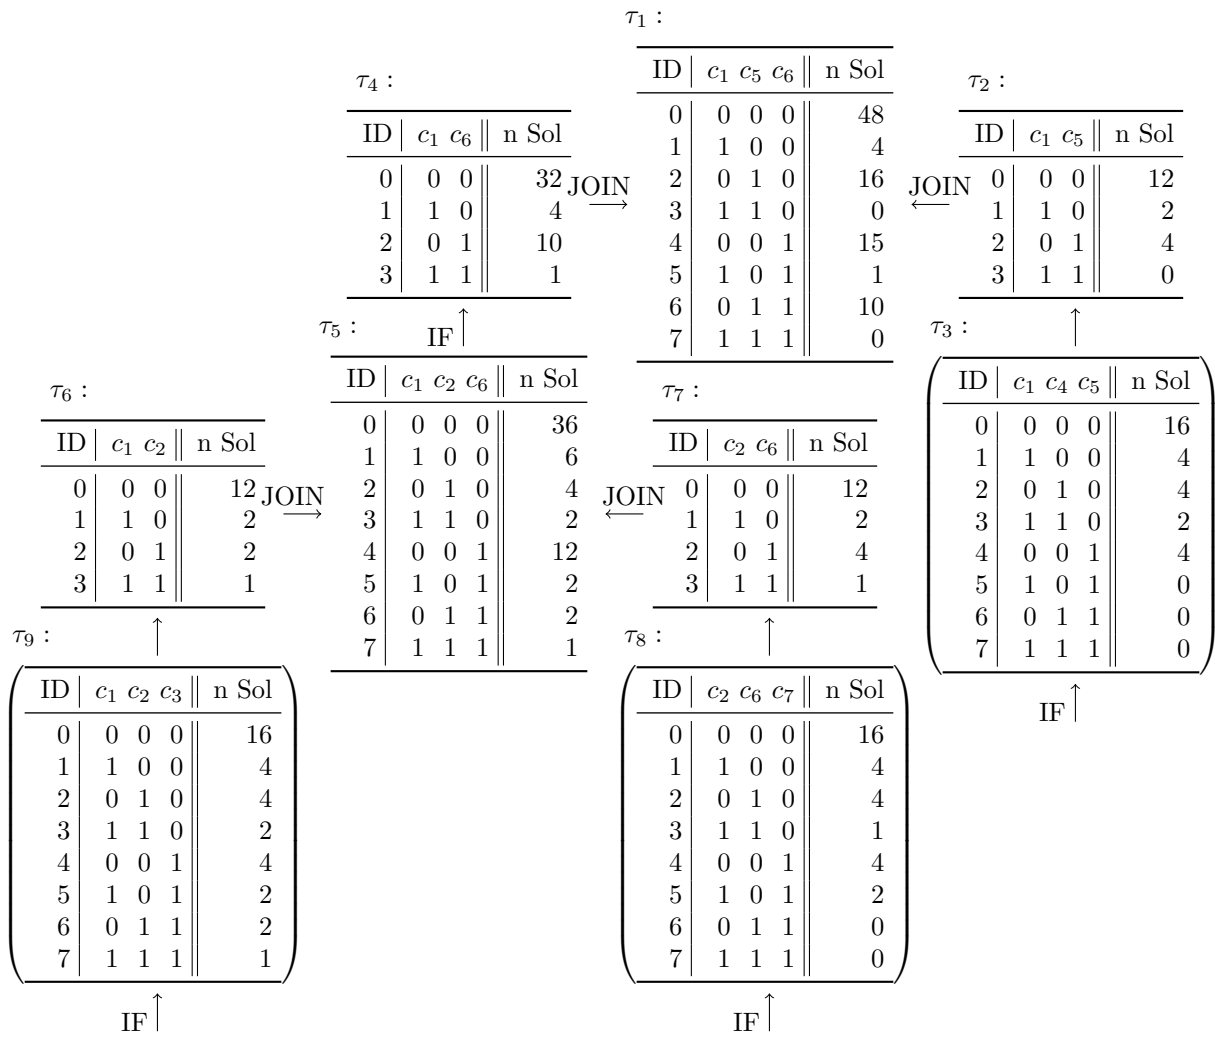 τ1 :
ID c1 c5 c6 n Sol
0 0 0 0 48
1 1 0 0 4
2 0 1 0 16
3 1 1 0 0
4 0 0 1 15
5 1 0 1 1
6 0 1 1 10
7 1 1 1 0
τ4 :
ID c1 c6 n Sol
0 0 0 32
1 1 0 4
2 0 1 10
3 1 1 1
JOIN
JOIN
τ2 :
ID c1 c5 n Sol
0 0 0 12
1 1 0 2
2 0 1 4
3 1 1 0
τ5 :
IF
ID c1 c2 c6 n Sol
0 0 0 0 36
1 1 0 0 6
2 0 1 0 4
3 1 1 0 2
4 0 0 1 12
5 1 0 1 2
6 0 1 1 2
7 1 1 1 1
τ3 :
ID c1 c4 c5 n Sol
0 0 0 0 16
1 1 0 0 4
2 0 1 0 4
3 1 1 0 2
4 0 0 1 4
5 1 0 1 0
6 0 1 1 0
7 1 1 1 0
IF
τ6 :
ID c1 c2 n Sol
0 0 0 12
1 1 0 2
2 0 1 2
3 1 1 1
JOIN
JOIN
τ7 :
ID c2 c6 n Sol
0 0 0 12
1 1 0 2
2 0 1 4
3 1 1 1
τ9 :
ID c1 c2 c3 n Sol
0 0 0 0 16
1 1 0 0 4
2 0 1 0 4
3 1 1 0 2
4 0 0 1 4
5 1 0 1 2
6 0 1 1 2
7 1 1 1 1
IF
τ8 :
ID c2 c6 c7 n Sol
0 0 0 0 16
1 1 0 0 4
2 0 1 0 4
3 1 1 0 1
4 0 0 1 4
5 1 0 1 2
6 0 1 1 0
7 1 1 1 0
IF